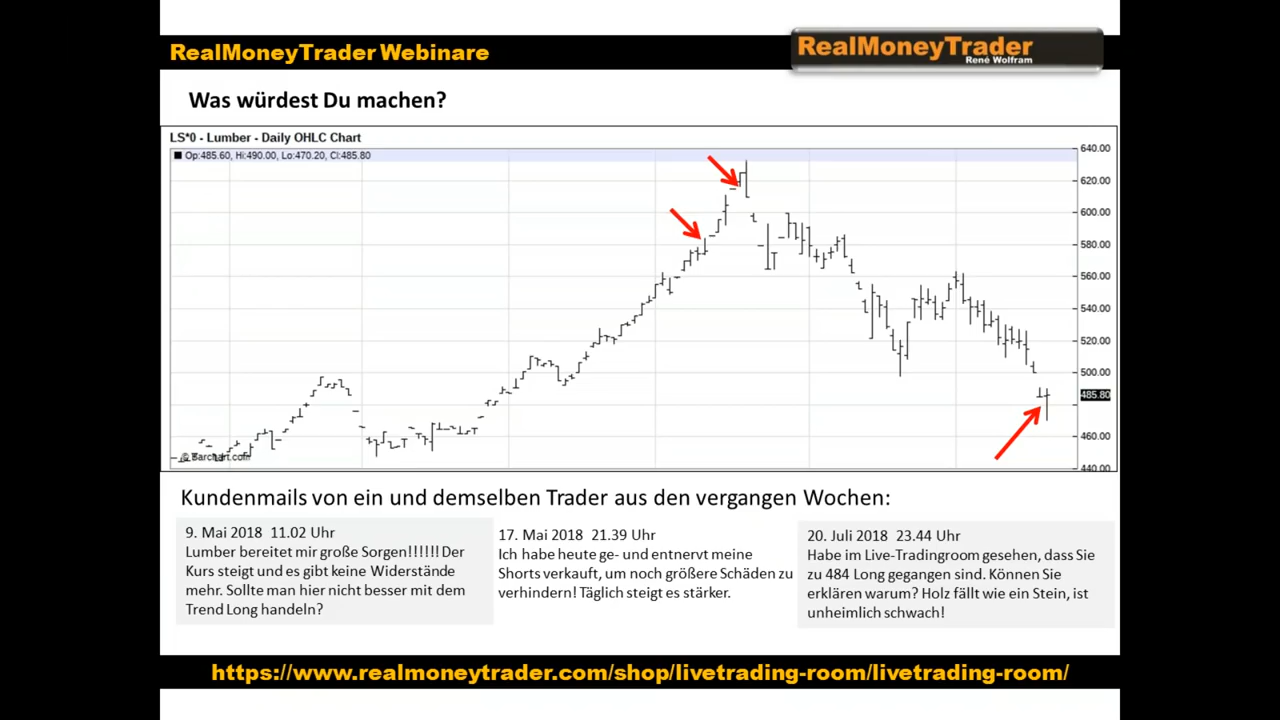 RealMoneyTrader Webinare
RealMoneyTrader
René Wolfram
Was würdest Du machen?
LS*0 - Lumber - Daily OHLC Chart
Op:485.60, Hi:490.00, Lo:470.20, Cl:485.80
640.00
620.00
600.00
580.00
560.00
540.00
520.00
500.00
485.80
460.00
440.00
© Barchart.com
Kundenmails von ein und demselben Trader aus den vergangen Wochen:
9. Mai 2018 11.02 Uhr
Lumber bereitet mir große Sorgen!!!!!! Der
Kurs steigt und es gibt keine Widerstände
mehr. Sollte man hier nicht besser mit dem
Trend Long handeln?
17. Mai 2018 21.39 Uhr
Ich habe heute ge- und entnervt meine
Shorts verkauft, um noch größere Schäden zu
verhindern! Täglich steigt es stärker.
20. Juli 2018 23.44 Uhr
Habe im Live-Tradingroom gesehen, dass Sie
zu 484 Long gegangen sind. Können Sie
erklären warum? Holz fällt wie ein Stein, ist
unheimlich schwach!
https://www.realmoneytrader.com/shop/livetrading-room/livetrading-room/